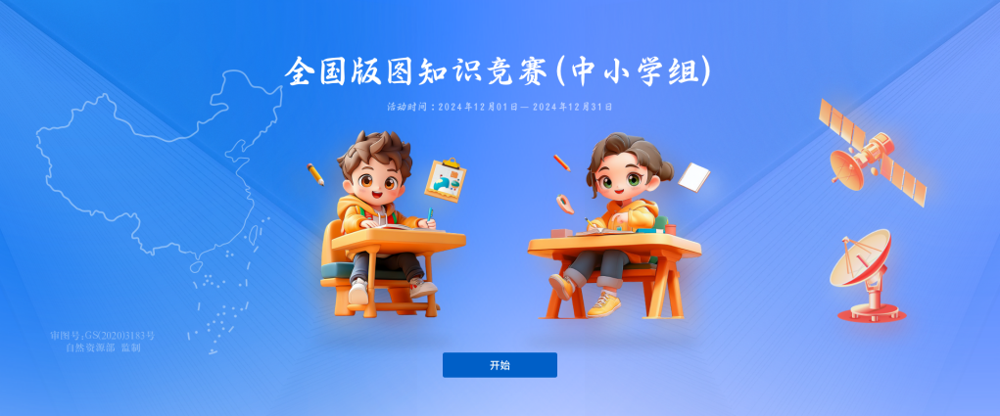 全国版图知识竞赛(中小学组)
活动时间：2024年12月01日— 2024年12月31日
审图号:GS(2020)3183号
自然资源部 监制
开始